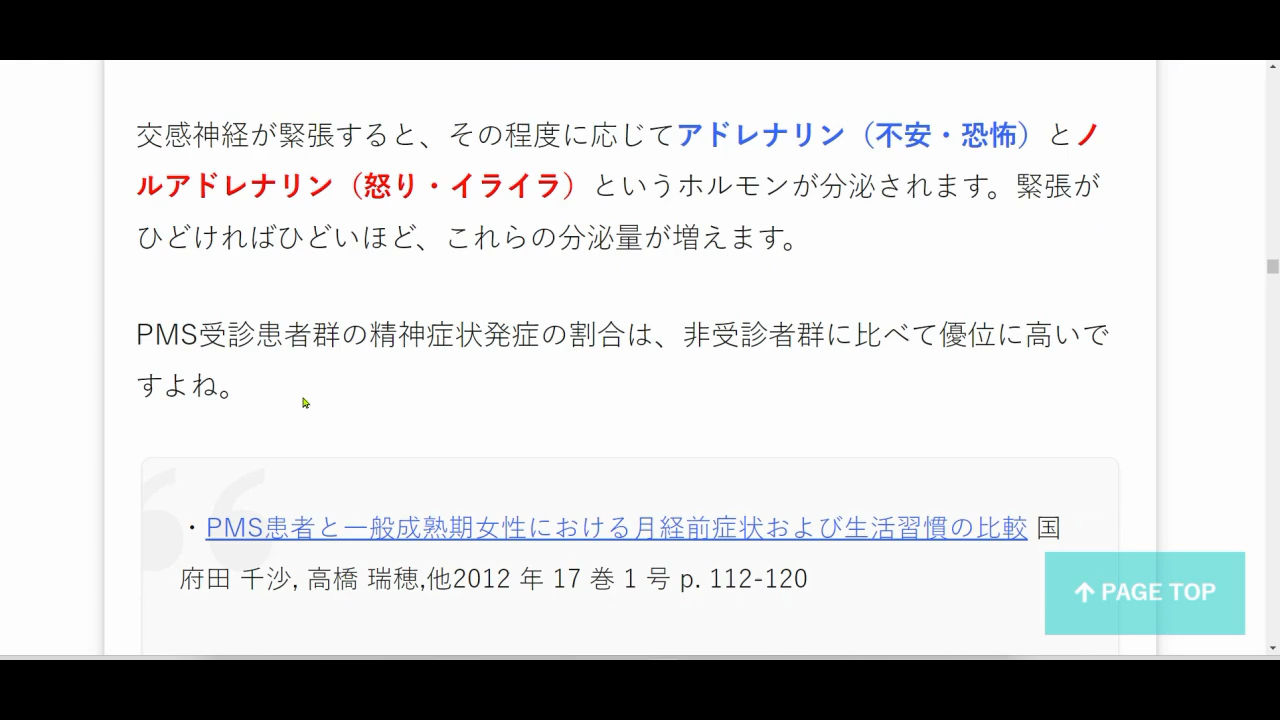 交感神経が緊張すると、その程度に応じてアドレナリン（不安・恐怖）とノ
ルアドレナリン（怒り・イライラ）というホルモンが分泌されます。緊張が
ひどければひどいほど、これらの分泌量が増えます。
PMS受診患者群の精神症状発症の割合は、非受診者群に比べて優位に高いで
すよね。
・PMS患者と一般成熟期女性における月経前症状および生活習慣の比較 国
府田 千沙, 高橋 瑞穂,他2012 年 17 巻 1 号 p. 112-120
↑ PAGE TOP